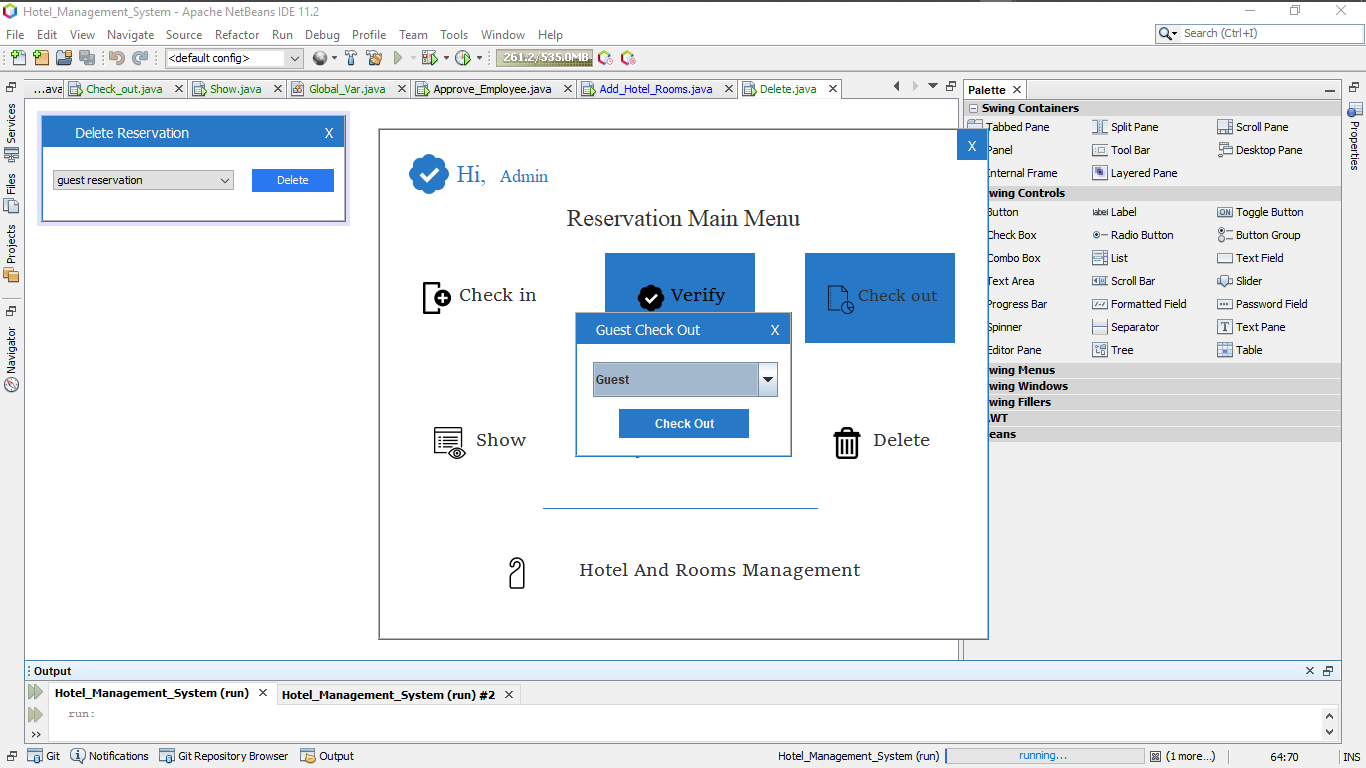 Hotel_Management_System - Apache NetBeans IDE 11.2
File Edit View Navigate Source Refactor Run Debug Profile Team Tools Window Help
Search (Ctrl+I)
<default config>
261.2/535.0MB
...ava Check_out.java Show.java Global_Var.java Approve_Employee.java Add_Hotel_Rooms.java Delete.java
Services
Files
Projects
Navigator
Delete Reservation X
guest reservation Delete
X
Hi, Admin
Reservation Main Menu
Check in Verify Check out
Guest Check Out X
Guest
Check Out
Show Delete
Hotel And Rooms Management
Palette
Swing Containers
Tabbed Pane Split Pane Scroll Pane
Panel Tool Bar Desktop Pane
Internal Frame Layered Pane
wing Controls
Button Label Toggle Button
Check Box Radio Button Button Group
Combo Box List Text Field
Text Area Scroll Bar Slider
Progress Bar Formatted Field Password Field
Spinner Separator Text Pane
Editor Pane Tree Table
wing Menus
wing Windows
wing Fillers
WT
eans
Properties
Output
Hotel_Management_System (run) Hotel_Management_System (run) #2
run:
Git Notifications Git Repository Browser Output Hotel_Management_System (run) running... (1 more...) 64:70 INS